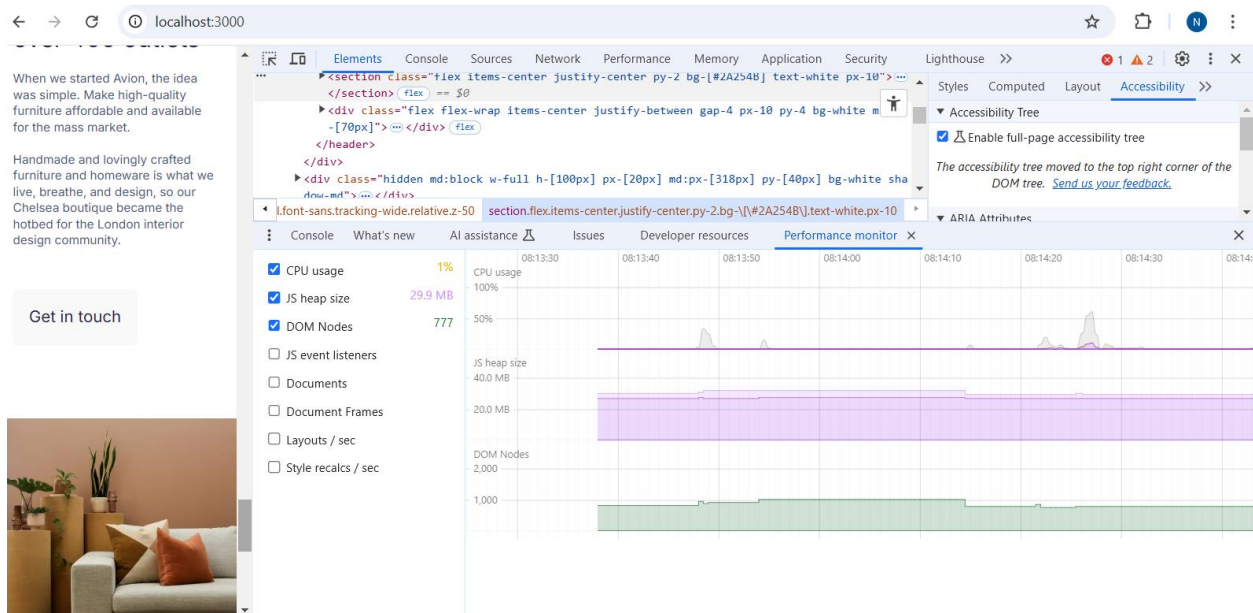 localhost:3000
N
over 100 outlets
When we started Avion, the idea
was simple. Make high-quality
furniture affordable and available
for the mass market.
Handmade and lovingly crafted
furniture and homeware is what we
live, breathe, and design, so our
Chelsea boutique became the
hotbed for the London interior
design community.
Get in touch
Elements Console Sources Network Performance Memory Application Security Lighthouse 1 2
<section class="flex items-center justify-center py-2 bg-[#2A254B] text-white px-10">
</section> flex == $0
<div class="flex flex-wrap items-center justify-between gap-4 px-10 py-4 bg-white m
-[70px]"> </div> flex
</header>
</div>
<div class="hidden md:block w-full h-[100px] px-[20px] md:px-[318px] py-[40px] bg-white sha
dow-md"> </div>
l.font-sans.tracking-wide.relative.z-50 section.flex.items-center.justify-center.py-2.bg-\[\#2A254B\].text-white.px-10
Styles Computed Layout Accessibility
Accessibility Tree
Enable full-page accessibility tree
The accessibility tree moved to the top right corner of the
DOM tree. Send us your feedback.
ARIA Attributes
Console What's new AI assistance Issues Developer resources Performance monitor
CPU usage 1%
JS heap size 29.9 MB
DOM Nodes 777
JS event listeners
Documents
Document Frames
Layouts / sec
Style recalcs / sec
08:13:30 08:13:40 08:13:50 08:14:00 08:14:10 08:14:20 08:14:30 08:14:
CPU usage
100%
50%
JS heap size
40.0 MB
20.0 MB
DOM Nodes
2,000
1,000